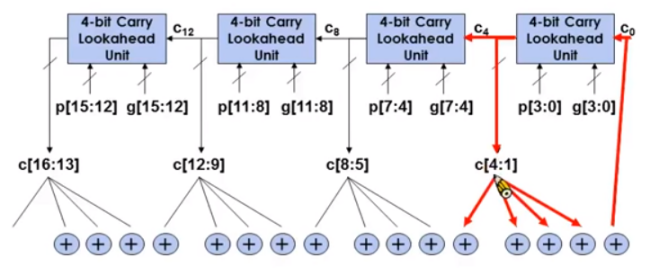 4-bit Carry Lookahead Unit
c12
4-bit Carry Lookahead Unit
c8
4-bit Carry Lookahead Unit
c4
4-bit Carry Lookahead Unit
c0
p[15:12] g[15:12] p[11:8] g[11:8] p[7:4] g[7:4] p[3:0] g[3:0]
c[16:13] c[12:9] c[8:5] c[4:1]
+ + + + + + + + + + + + + + + +